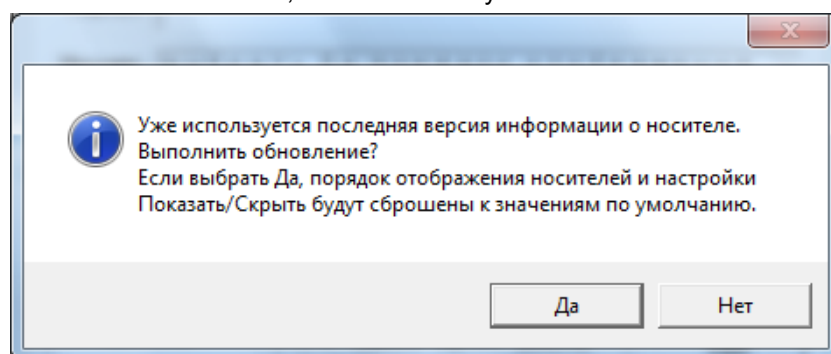 Уже используется последняя версия информации о носителе.
Выполнить обновление?
Если выбрать Да, порядок отображения носителей и настройки
Показать/Скрыть будут сброшены к значениям по умолчанию.
Да
Нет